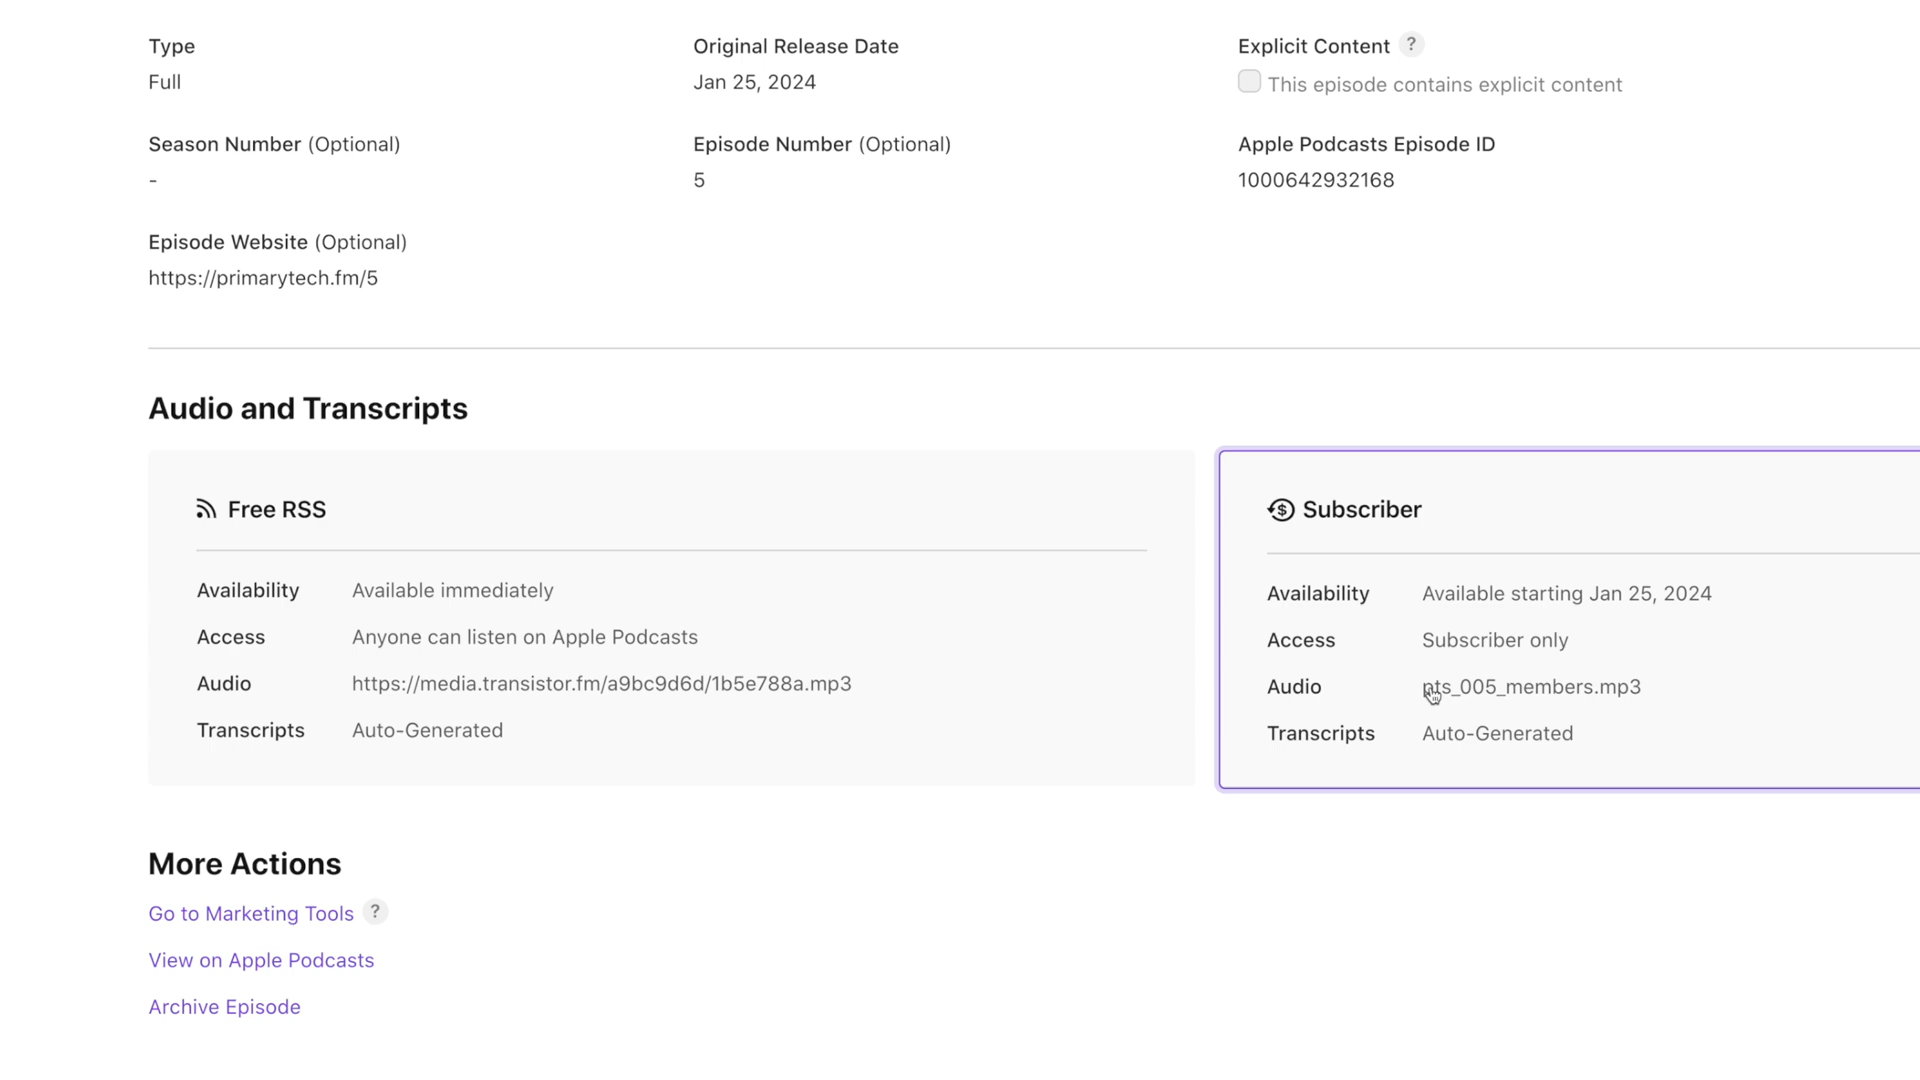 Type
Full
Original Release Date
Jan 25, 2024
Explicit Content ?
This episode contains explicit content
Season Number (Optional)
-
Episode Number (Optional)
5
Apple Podcasts Episode ID
1000642932168
Episode Website (Optional)
https://primarytech.fm/5
Audio and Transcripts
Free RSS
Availability Available immediately
Access Anyone can listen on Apple Podcasts
Audio https://media.transistor.fm/a9bc9d6d/1b5e788a.mp3
Transcripts Auto-Generated
Subscriber
Availability Available starting Jan 25, 2024
Access Subscriber only
Audio pts_005_members.mp3
Transcripts Auto-Generated
More Actions
Go to Marketing Tools ?
View on Apple Podcasts
Archive Episode